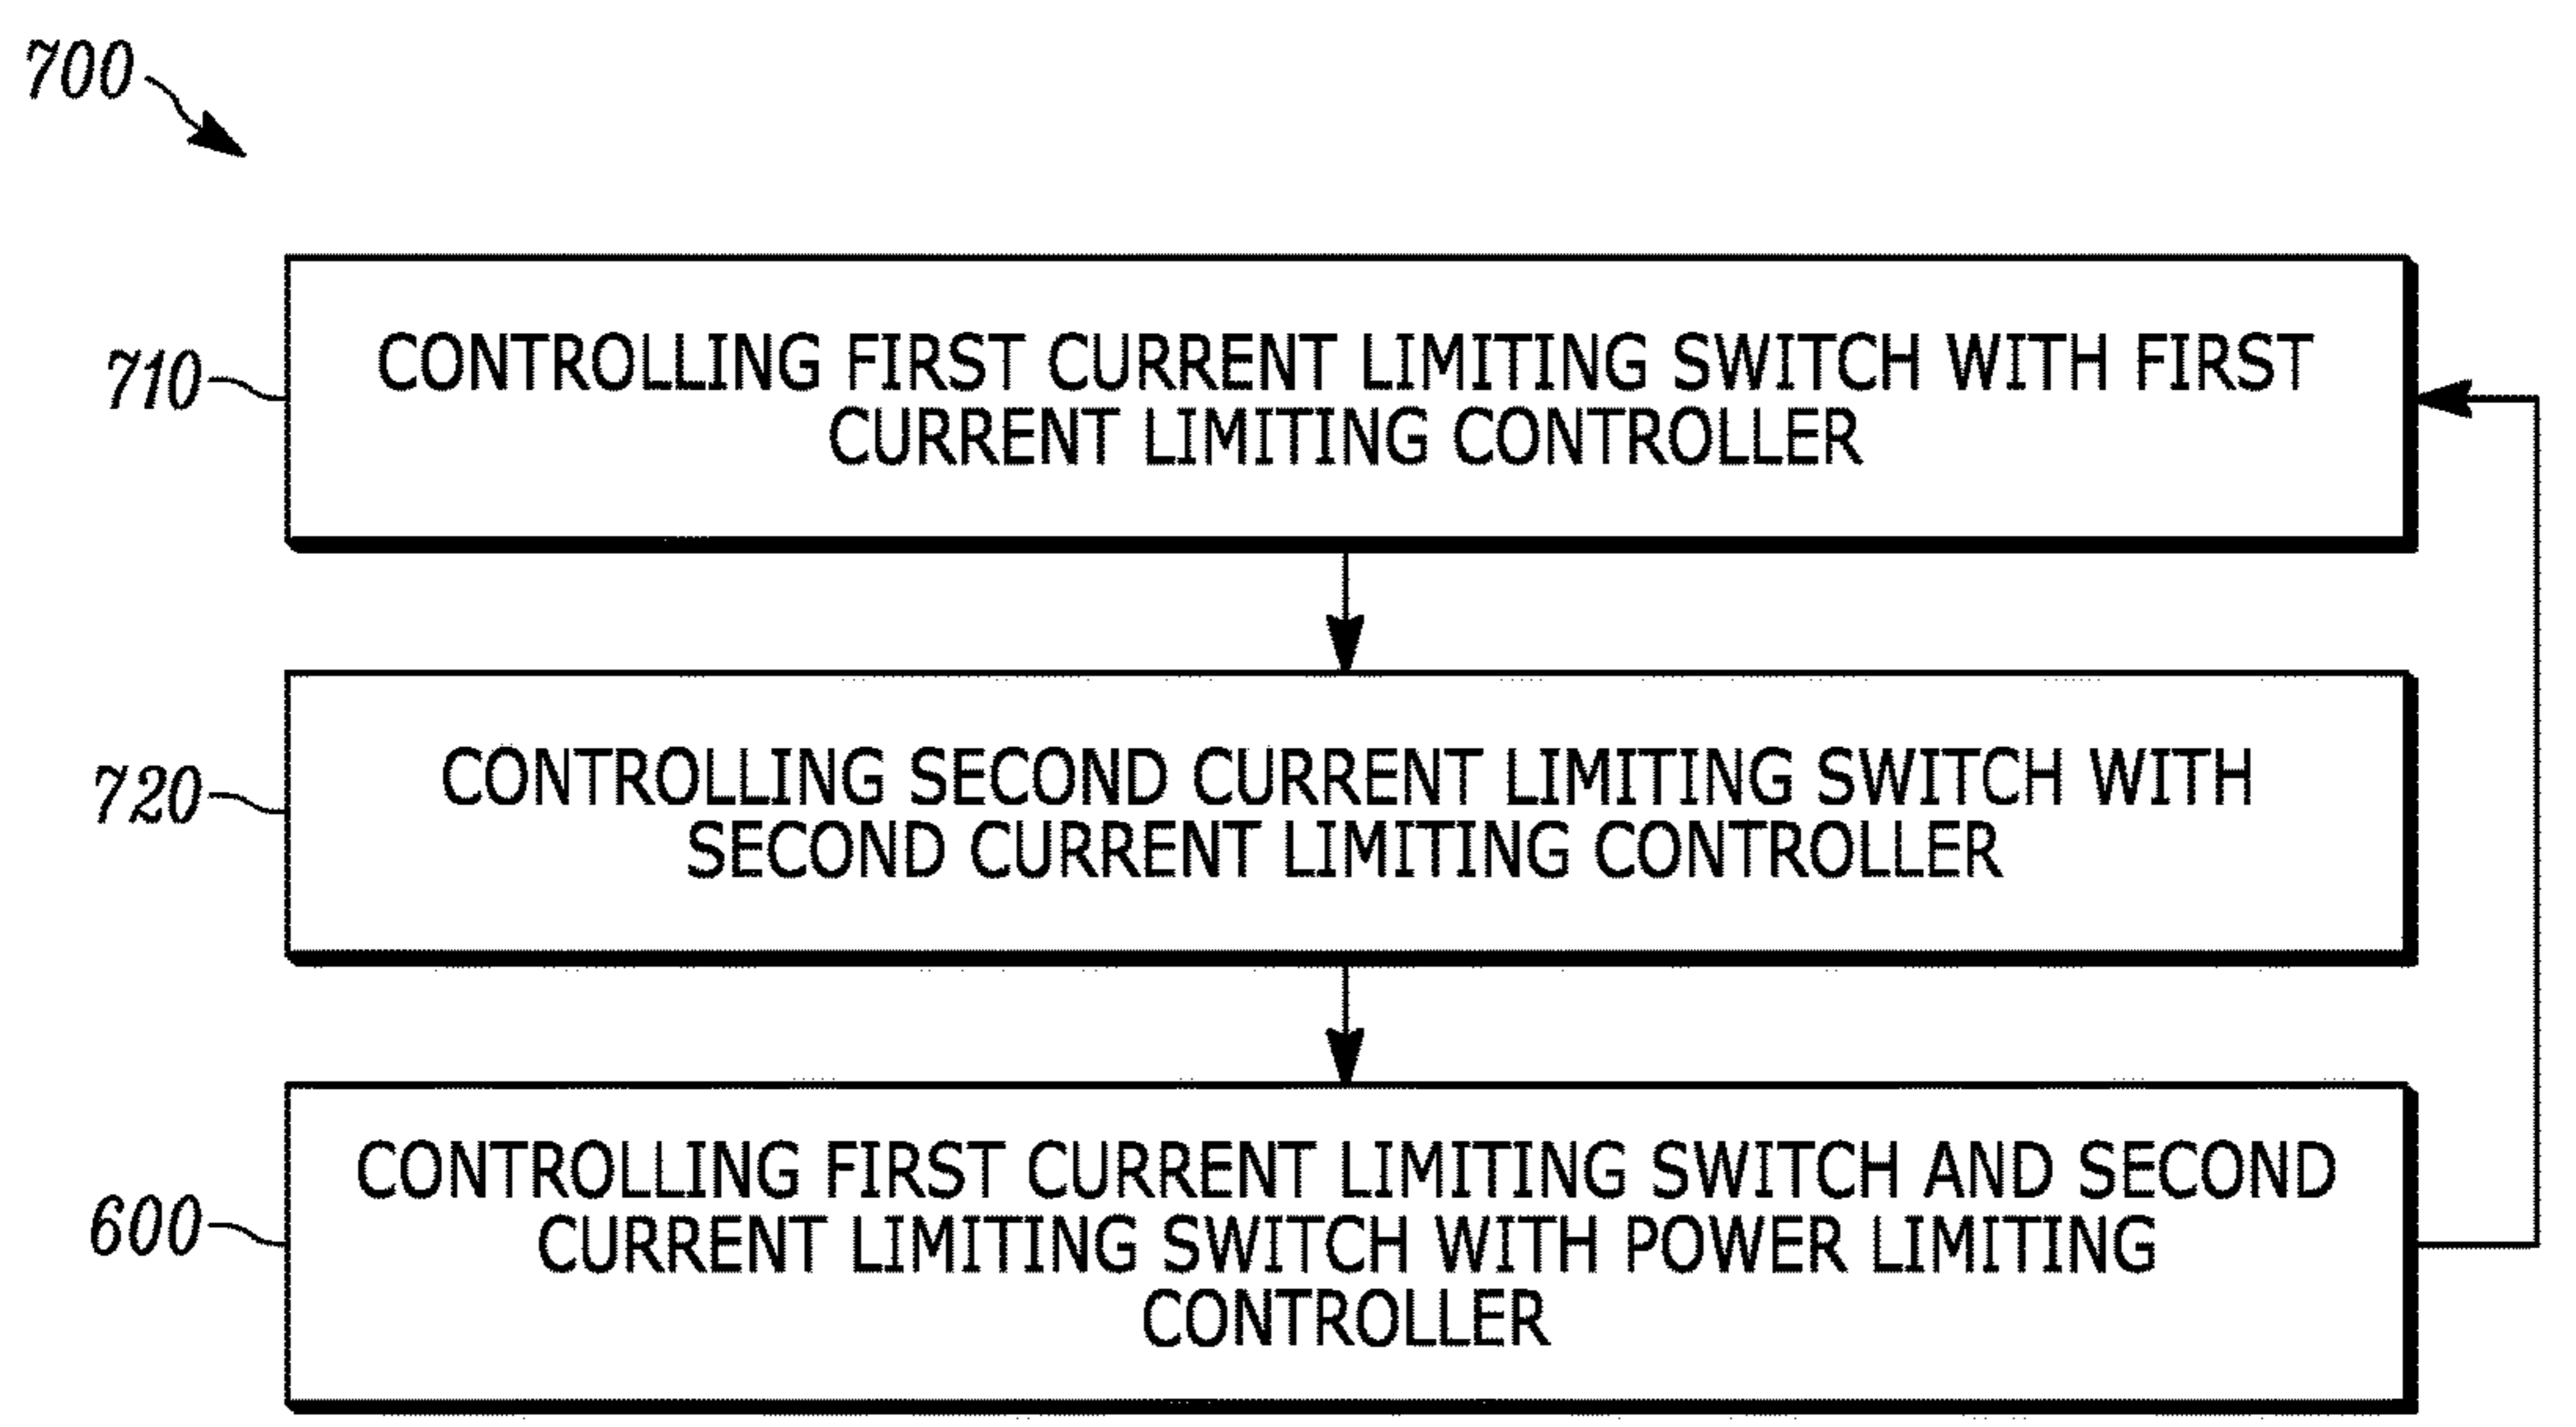 700
710
CONTROLLING FIRST CURRENT LIMITING SWITCH WITH FIRST
CURRENT LIMITING CONTROLLER
720
CONTROLLING SECOND CURRENT LIMITING SWITCH WITH
SECOND CURRENT LIMITING CONTROLLER
600
CONTROLLING FIRST CURRENT LIMITING SWITCH AND SECOND
CURRENT LIMITING SWITCH WITH POWER LIMITING
CONTROLLER